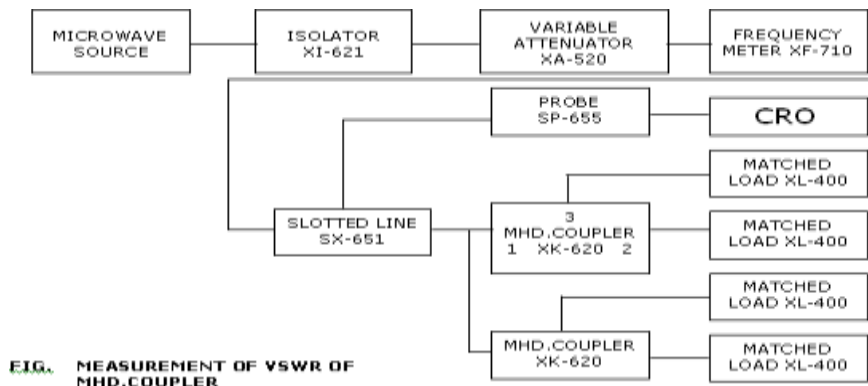 MICROWAVE
SOURCE
ISOLATOR
XI-621
VARIABLE
ATTENUATOR
XA-520
FREQUENCY
METER XF-710
PROBE
SP-655
CRO
MATCHED
LOAD XL-400
SLOTTED LINE
SX-651
3
MHD.COUPLER
1 XK-620 2
MATCHED
LOAD XL-400
MATCHED
LOAD XL-400
MHD.COUPLER
XK-620
MATCHED
LOAD XL-400
FIG. MEASUREMENT OF VSWR OF
MHD.COUPLER